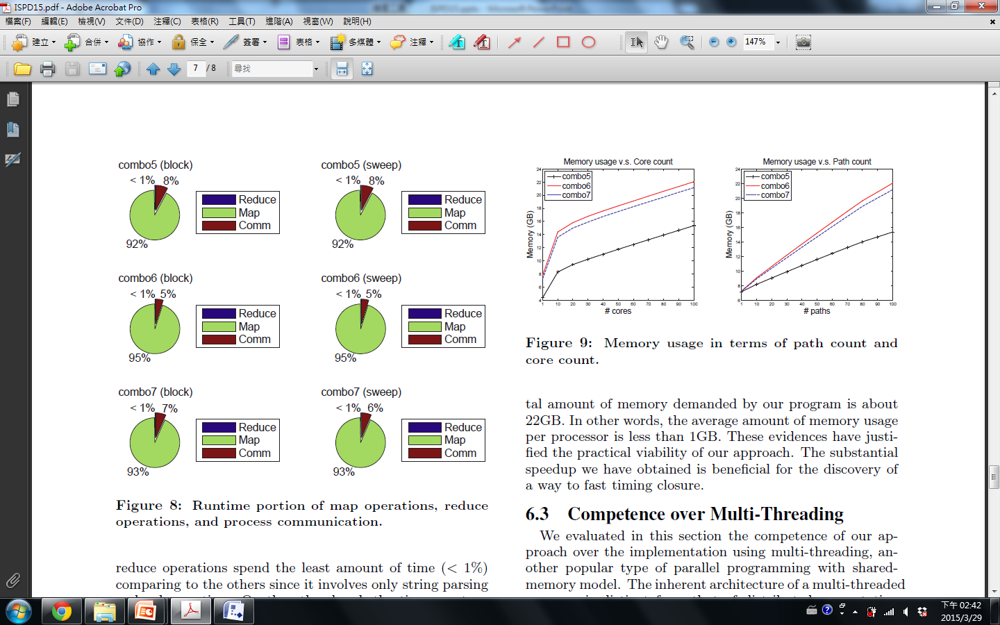 ISPD15.pdf - Adobe Acrobat Pro
檔案(F) 編輯(E) 檢視(V) 文件(D) 注釋(C) 表格(R) 工具(T) 進階(A) 視窗(W) 說明(H)
建立 合併 協作 保全 簽署 表格 多媒體 注釋 147%
7 / 8 尋找
combo5 (block)
< 1% 8%
92%
Reduce
Map
Comm
combo5 (sweep)
< 1% 8%
92%
Reduce
Map
Comm
combo6 (block)
< 1% 5%
95%
Reduce
Map
Comm
combo6 (sweep)
< 1% 5%
95%
Reduce
Map
Comm
combo7 (block)
< 1% 7%
93%
Reduce
Map
Comm
combo7 (sweep)
< 1% 6%
93%
Reduce
Map
Comm
Figure 8: Runtime portion of map operations, reduce
operations, and process communication.
reduce operations spend the least amount of time (< 1%)
comparing to the others since it involves only string parsing
Memory usage v.s. Core count
combo5
combo6
combo7
Memory (GB)
24
22
20
18
16
14
12
10
8
6
4
1 10 20 30 40 50 60 70 80 90 100
# cores
Memory usage v.s. Path count
combo5
combo6
combo7
Memory (GB)
24
22
20
18
16
14
12
10
8
6
1 10 20 30 40 50 60 70 80 90 100
# paths
Figure 9: Memory usage in terms of path count and
core count.
tal amount of memory demanded by our program is about
22GB. In other words, the average amount of memory usage
per processor is less than 1GB. These evidences have justi-
fied the practical viability of our approach. The substantial
speedup we have obtained is beneficial for the discovery of
a way to fast timing closure.
6.3 Competence over Multi-Threading
We evaluated in this section the competence of our ap-
proach over the implementation using multi-threading, an-
other popular type of parallel programming with shared-
memory model. The inherent architecture of a multi-threaded
下午 02:42
2015/3/29